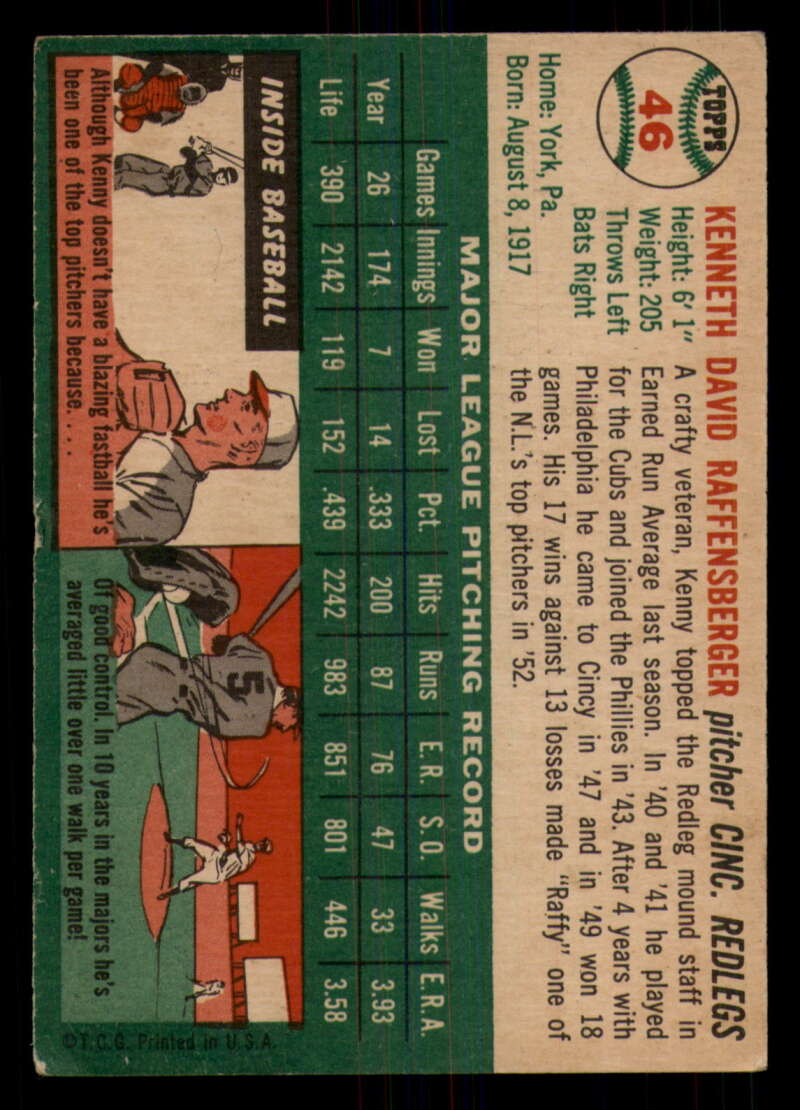 TOPPS
46
KENNETH DAVID RAFFENSBERGER pitcher CINC. REDLEGS
Height: 6' 1"
Weight: 205
Throws Left
Bats Right
Home: York, Pa.
Born: August 8, 1917
A crafty veteran, Kenny topped the Redleg mound staff in
Earned Run Average last season. In '40 and '41 he played
for the Cubs and joined the Phillies in '43. After 4 years with
Philadelphia he came to Cincy in '47 and in '49 won 18
games. His 17 wins against 13 losses made "Raffy" one of
the N.L.'s top pitchers in '52.
MAJOR LEAGUE PITCHING RECORD
Games Innings Won Lost Pct. Hits Runs E.R. S.O. Walks E.R.A.
Year 26 174 7 14 .333 200 87 76 47 33 3.93
Life 390 2142 119 152 .439 2242 983 851 801 446 3.58
INSIDE BASEBALL
5
Although Kenny doesn't have a blazing fastball he's
been one of the top pitchers because. . . .
Of good control. In 10 years in the majors he's
averaged little over one walk per game!
©T.C.G. Printed in U.S.A.